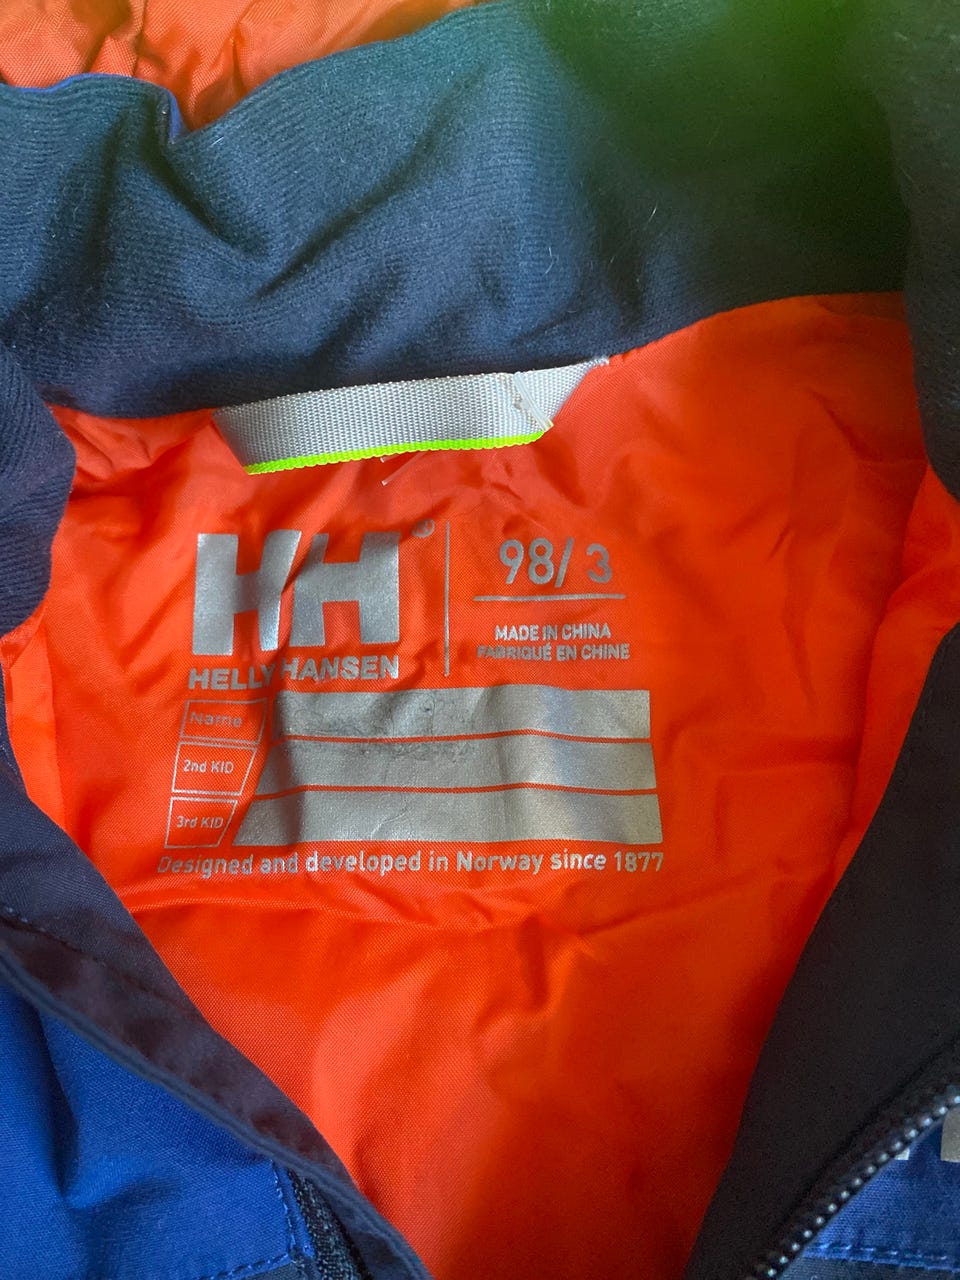 HH®
HELLY HANSEN
98/3
MADE IN CHINA
FABRIQUÉ EN CHINE
Name
2nd KID
3rd KID
Designed and developed in Norway since 1877